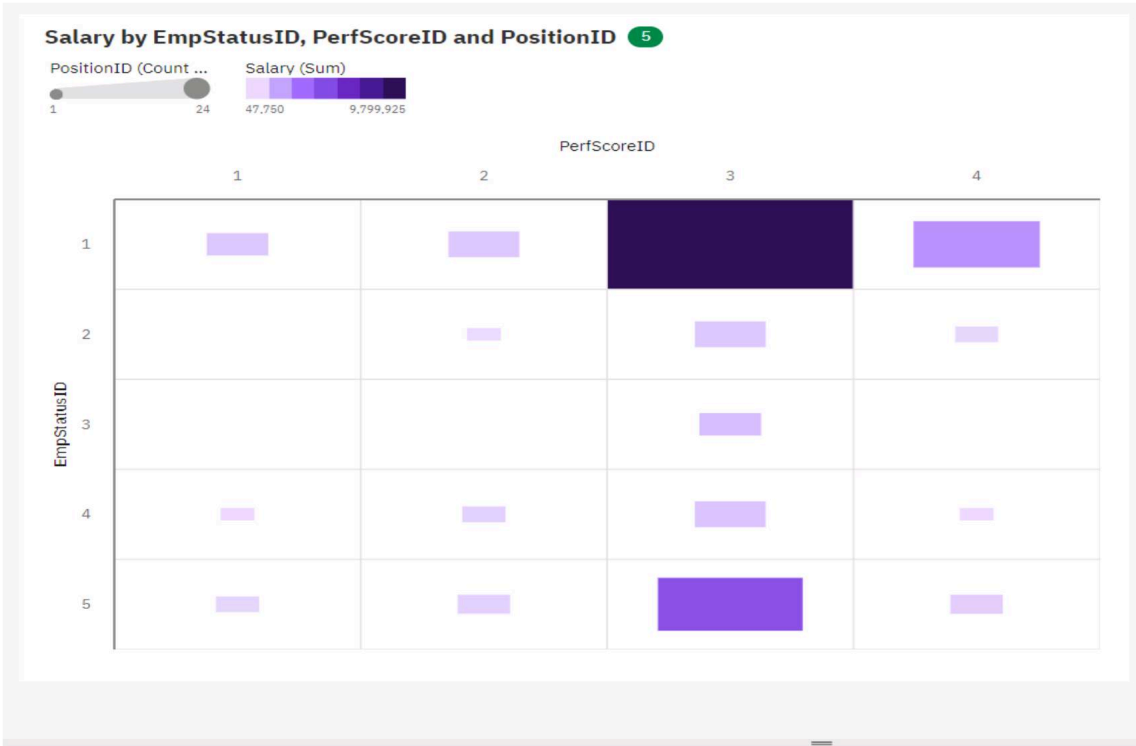 Salary by EmpStatusID, PerfScoreID and PositionID 5
PositionID (Count ... Salary (Sum)
1 24 47,750 9,799,925
PerfScoreID
1 2 3 4
1
2
EmpStatusID
3
4
5